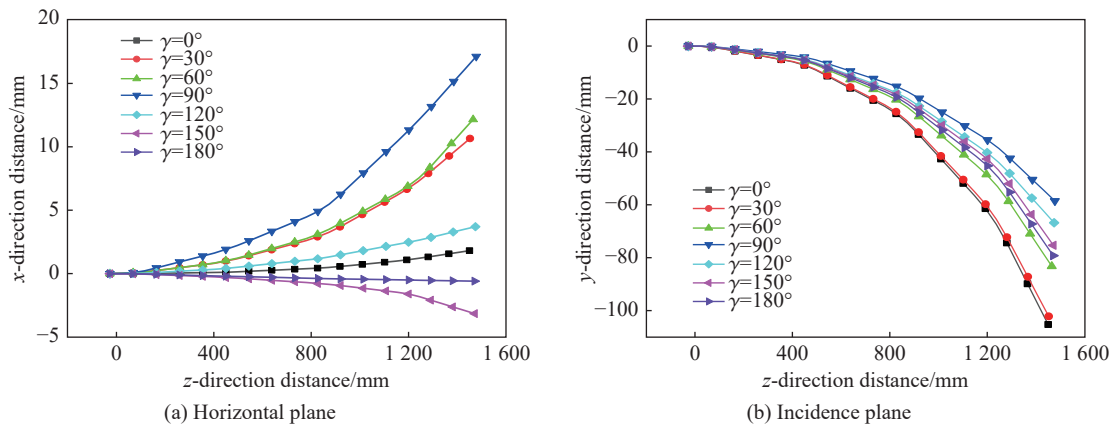 20
15
10
5
0
−5
x-direction distance/mm
γ=0°
γ=30°
γ=60°
γ=90°
γ=120°
γ=150°
γ=180°
0 400 800 1 200 1 600
z-direction distance/mm
(a) Horizontal plane
0
−20
−40
−60
−80
−100
y-direction distance/mm
γ=0°
γ=30°
γ=60°
γ=90°
γ=120°
γ=150°
γ=180°
0 400 800 1 200 1 600
z-direction distance/mm
(b) Incidence plane